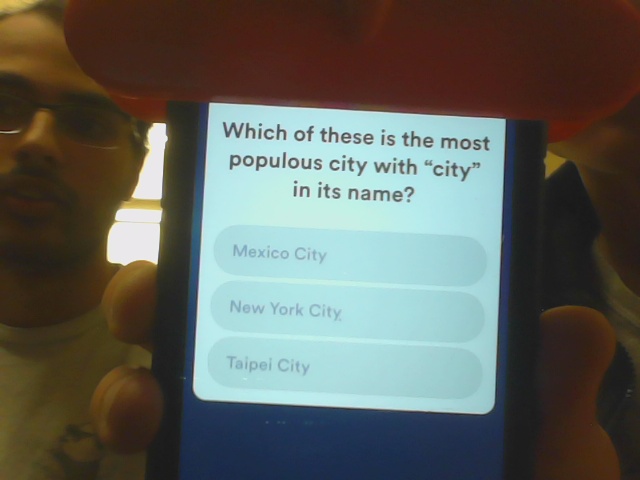 Which of these is the most
populous city with “city”
in its name?
Mexico City
New York City
Taipei City